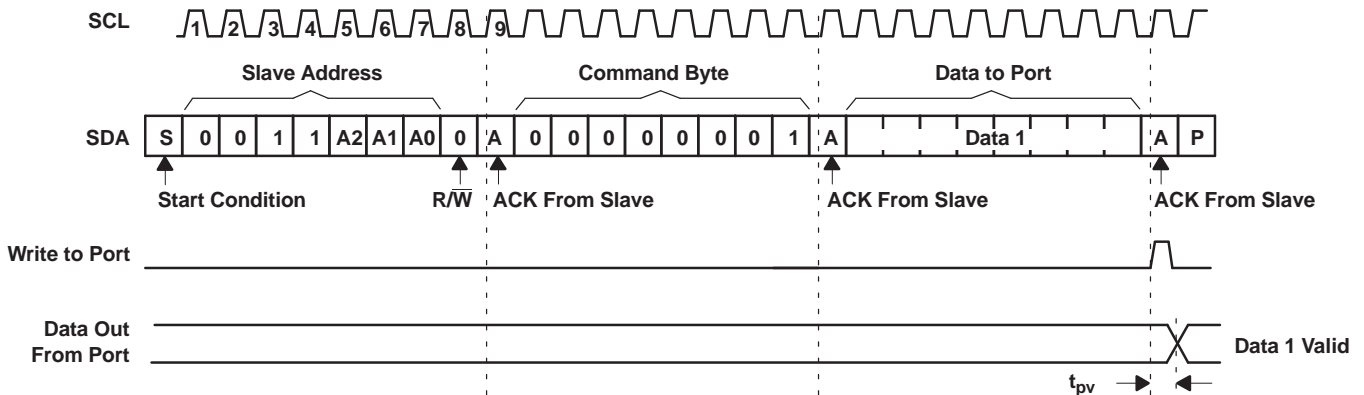 SCL 1 2 3 4 5 6 7 8 9
Slave Address Command Byte Data to Port
SDA S 0 0 1 1 A2 A1 A0 0 A 0 0 0 0 0 0 0 1 A Data 1 A P
Start Condition R/W̅ ACK From Slave ACK From Slave ACK From Slave
Write to Port
Data Out
From Port
Data 1 Valid
tpv